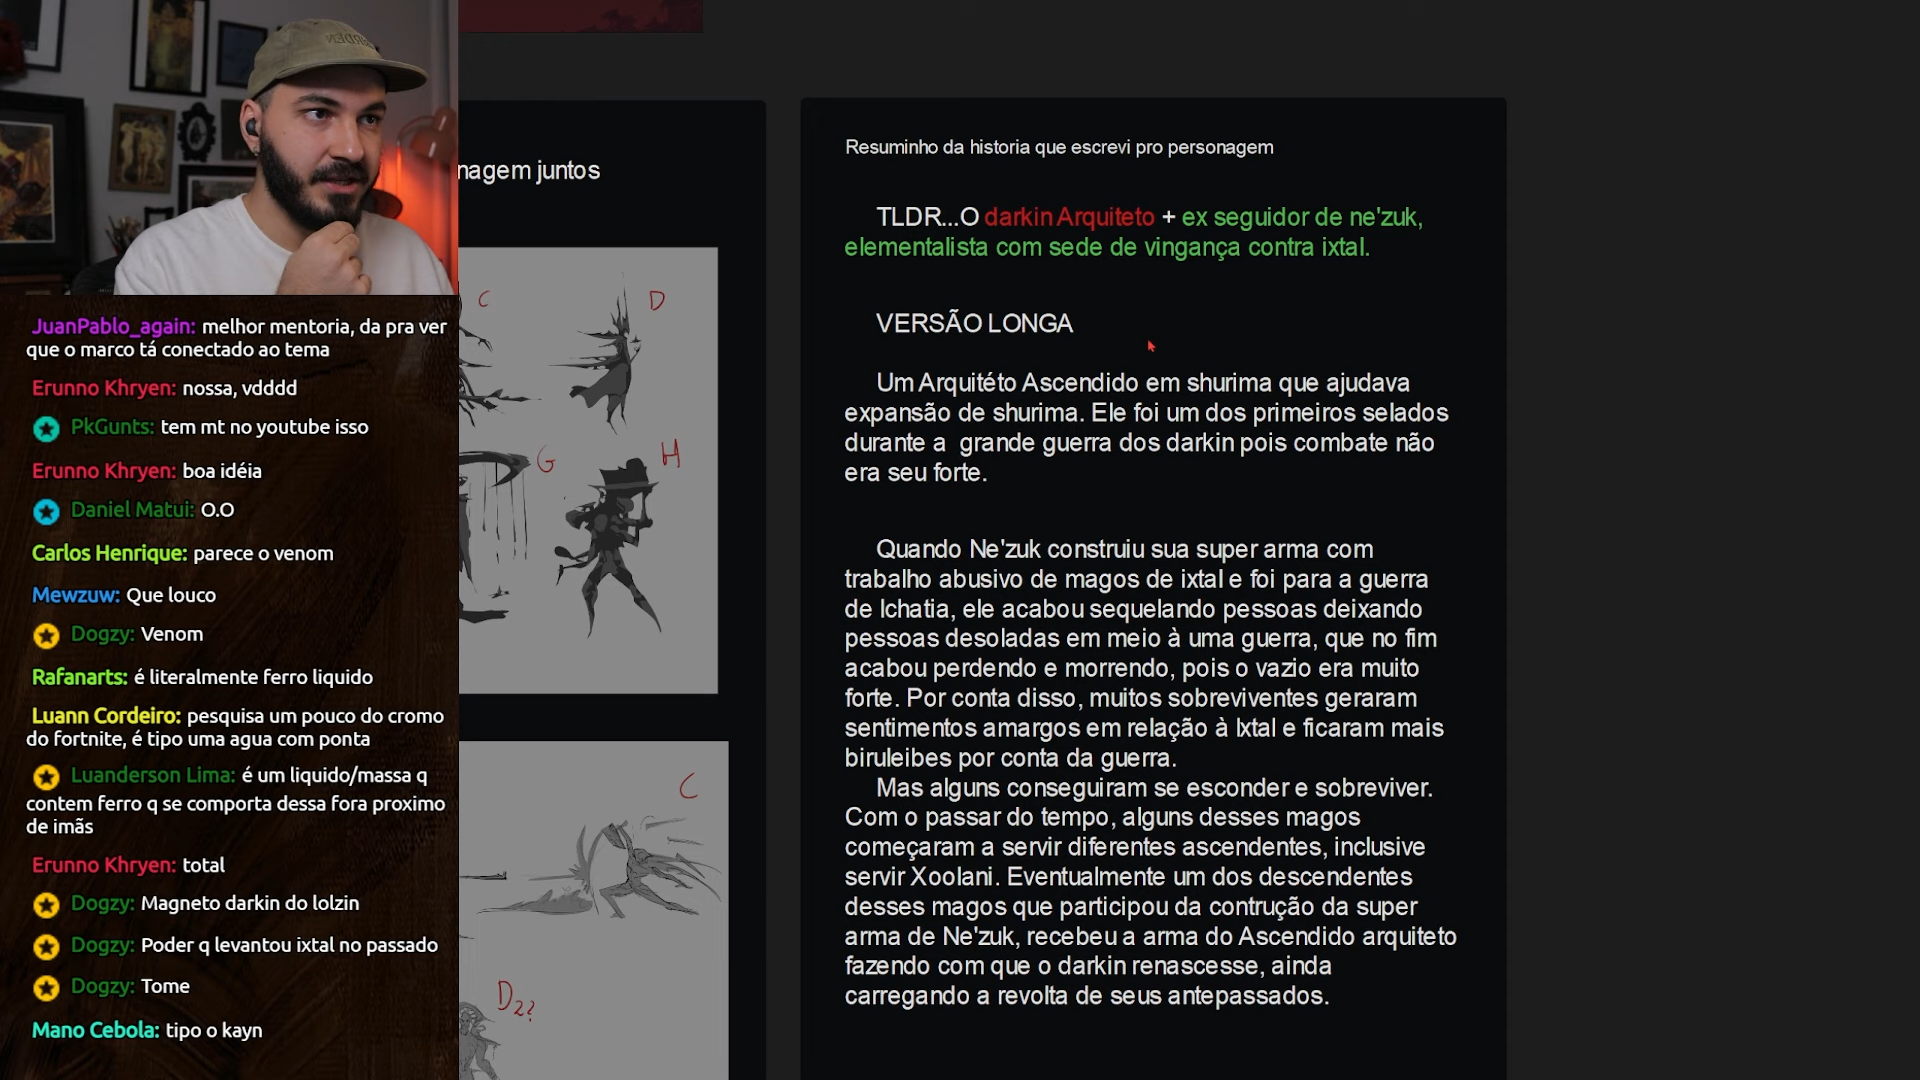 JuanPablo_again: melhor mentoria, da pra ver
que o marco tá conectado ao tema
Erunno Khryen: nossa, vdddd
PkGunts: tem mt no youtube isso
Erunno Khryen: boa idéia
Daniel Matui: O.O
Carlos Henrique: parece o venom
Mewzuw: Que louco
Dogzy: Venom
Rafanarts: é literalmente ferro liquido
Luann Cordeiro: pesquisa um pouco do cromo
do fortnite, é tipo uma agua com ponta
Luanderson Lima: é um liquido/massa q
contem ferro q se comporta dessa fora proximo
de imãs
Erunno Khryen: total
Dogzy: Magneto darkin do lolzin
Dogzy: Poder q levantou ixtal no passado
Dogzy: Tome
Mano Cebola: tipo o kayn
nagem juntos
C
D
G
H
C
D2?
Resuminho da historia que escrevi pro personagem
TLDR...O darkin Arquiteto + ex seguidor de ne'zuk,
elementalista com sede de vingança contra ixtal.
VERSÃO LONGA
Um Arquitéto Ascendido em shurima que ajudava
expansão de shurima. Ele foi um dos primeiros selados
durante a grande guerra dos darkin pois combate não
era seu forte.
Quando Ne'zuk construiu sua super arma com
trabalho abusivo de magos de ixtal e foi para a guerra
de Ichatia, ele acabou sequelando pessoas deixando
pessoas desoladas em meio à uma guerra, que no fim
acabou perdendo e morrendo, pois o vazio era muito
forte. Por conta disso, muitos sobreviventes geraram
sentimentos amargos em relação à Ixtal e ficaram mais
biruleibes por conta da guerra.
Mas alguns conseguiram se esconder e sobreviver.
Com o passar do tempo, alguns desses magos
começaram a servir diferentes ascendentes, inclusive
servir Xoolani. Eventualmente um dos descendentes
desses magos que participou da contrução da super
arma de Ne'zuk, recebeu a arma do Ascendido arquiteto
fazendo com que o darkin renascesse, ainda
carregando a revolta de seus antepassados.